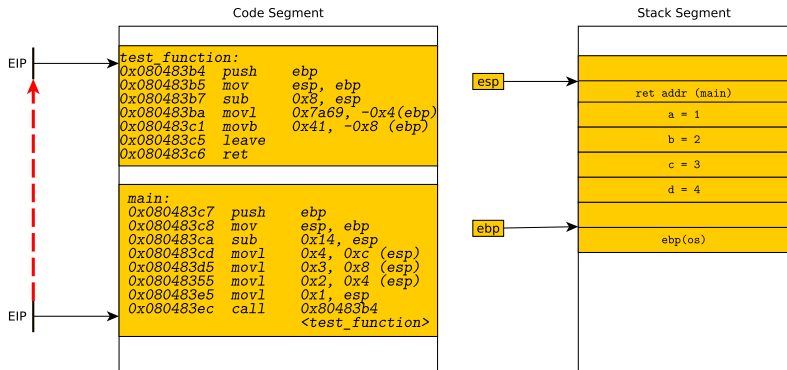 Code Segment
Stack Segment
EIP
test_function:
0x080483b4 push ebp
0x080483b5 mov esp, ebp
0x080483b7 sub 0x8, esp
0x080483ba movl 0x7a69, -0x4(ebp)
0x080483c1 movb 0x41, -0x8 (ebp)
0x080483c5 leave
0x080483c6 ret
main:
0x080483c7 push ebp
0x080483c8 mov esp, ebp
0x080483ca sub 0x14, esp
0x080483cd movl 0x4, 0xc (esp)
0x080483d5 movl 0x3, 0x8 (esp)
0x08048355 movl 0x2, 0x4 (esp)
0x080483e5 movl 0x1, esp
0x080483ec call 0x80483b4
<test_function>
EIP
esp
ret addr (main)
a = 1
b = 2
c = 3
d = 4
ebp
ebp(os)